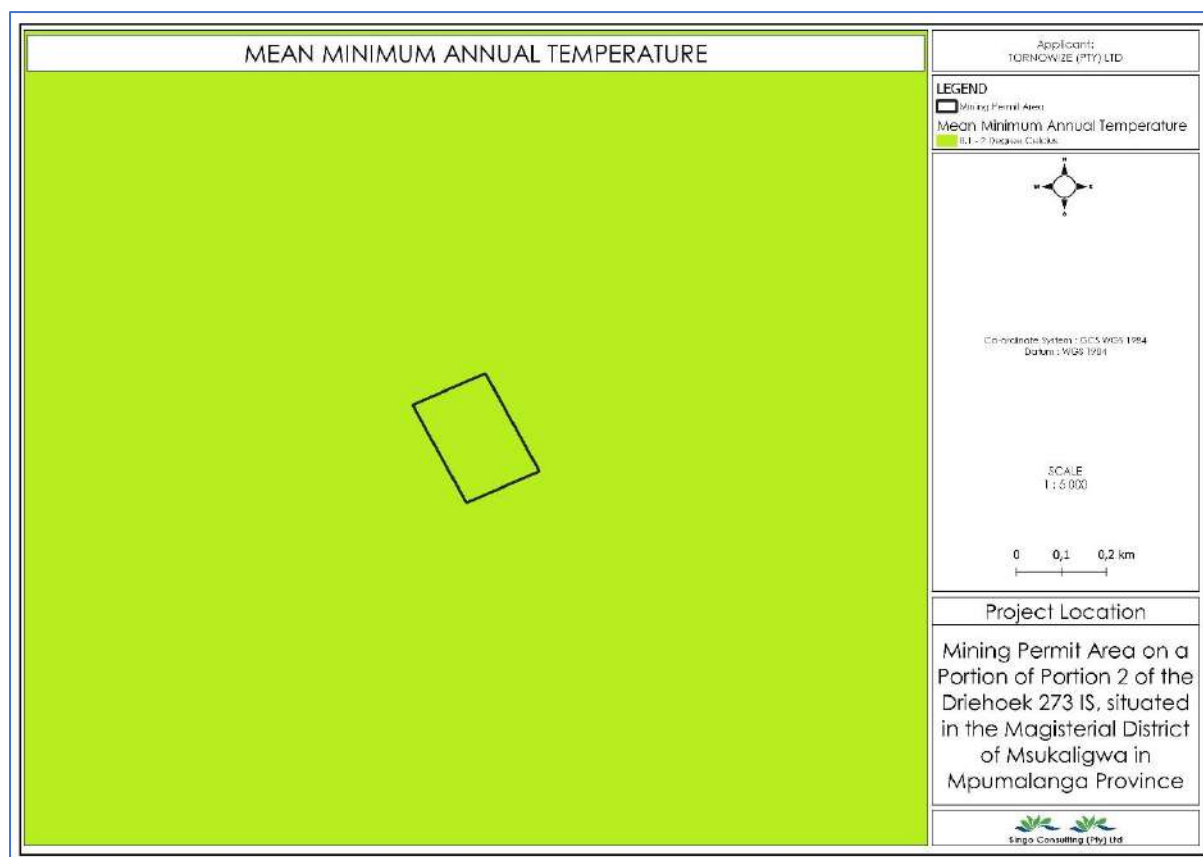 MEAN MINIMUM ANNUAL TEMPERATURE
Applicant:
TORNOWIZE (PTY) LTD
LEGEND
Mining Permit Area
Mean Minimum Annual Temperature
- 2 Degree Celcius
N
W
E
S
Co-ordinate System : GCS WGS 1984
Datum : WGS 1984
SCALE
1 : 5 000
0 0,1 0,2 km
Project Location
Mining Permit Area on a
Portion of Portion 2 of the
Driehoek 273 IS, situated
in the Magisterial District
of Msukaligwa in
Mpumalanga Province
Singo Consulting (Pty) Ltd